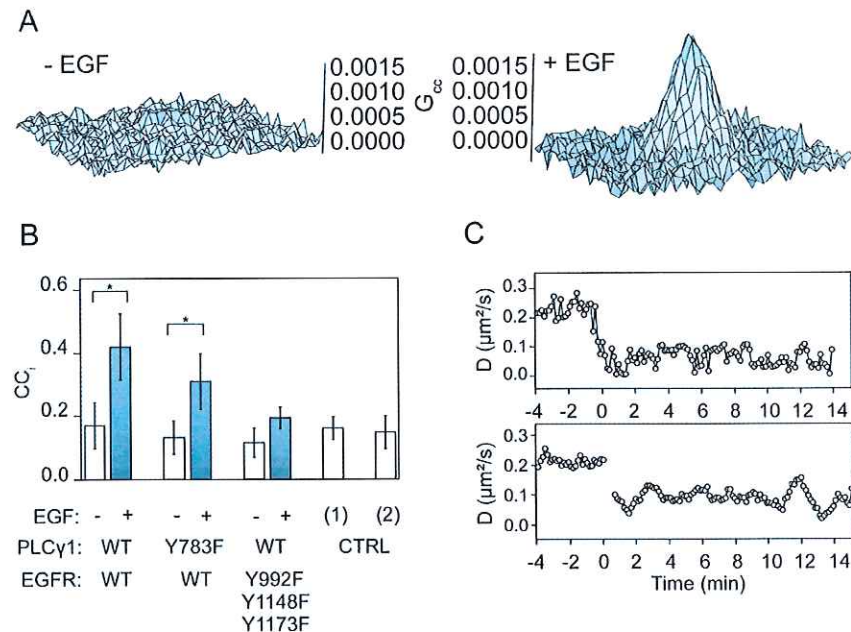 A
- EGF
0.0015
0.0010
0.0005
0.0000
Gcc
0.0015
0.0010
0.0005
0.0000
+ EGF
B
0.6
0.4
0.2
0.0
CCi
*
*
EGF: - + - + - + (1) (2)
PLCγ1: WT Y783F WT CTRL
EGFR: WT WT Y992F
Y1148F
Y1173F
C
D (µm²/s)
0.3
0.2
0.1
0.0
-4 -2 0 2 4 6 8 10 12 14
D (µm²/s)
0.3
0.2
0.1
0.0
-4 -2 0 2 4 6 8 10 12 14
Time (min)